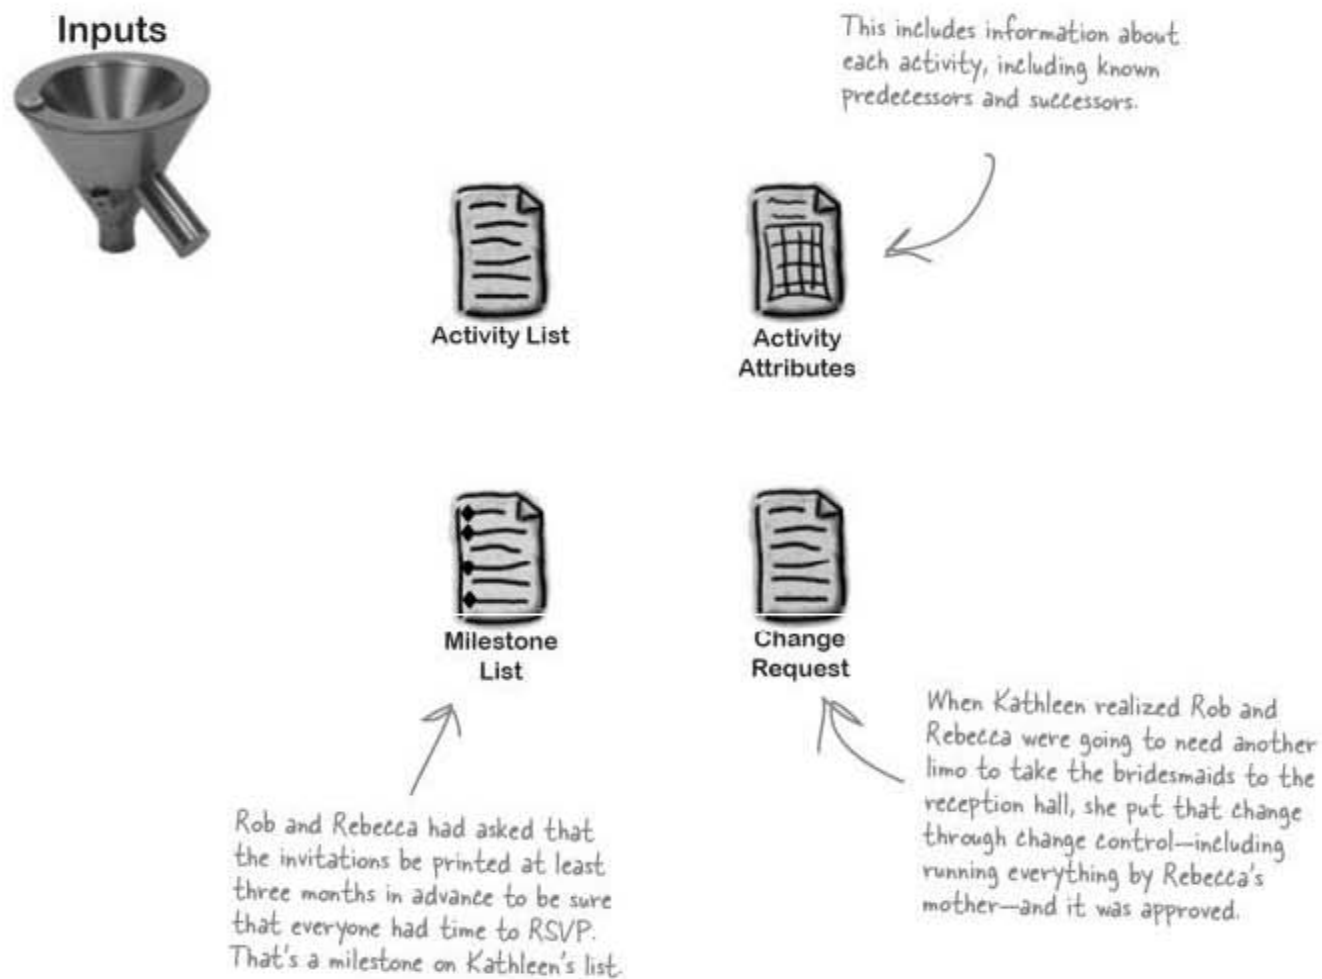 Inputs
This includes information about
each activity, including known
predecessors and successors.
Activity List
Activity
Attributes
Milestone
List
Change
Request
Rob and Rebecca had asked that
the invitations be printed at least
three months in advance to be sure
that everyone had time to RSVP.
That's a milestone on Kathleen's list.
When Kathleen realized Rob and
Rebecca were going to need another
limo to take the bridesmaids to the
reception hall, she put that change
through change control—including
running everything by Rebecca's
mother—and it was approved.